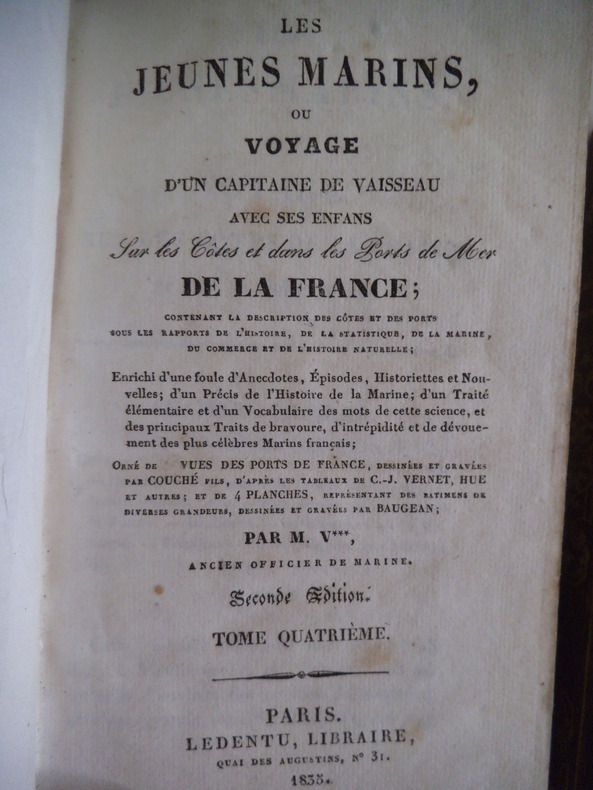 LES
JEUNES MARINS,
OU
VOYAGE
D'UN CAPITAINE DE VAISSEAU
AVEC SES ENFANS
Sur les Côtes et dans les Ports de Mer
DE LA FRANCE;
CONTENANT LA DESCRIPTION DES CÔTES ET DES PORTS
SOUS LES RAPPORTS DE L'HISTOIRE, DE LA STATISTIQUE, DE LA MARINE,
DU COMMERCE ET DE L'HISTOIRE NATURELLE;
Enrichi d'une foule d'Anecdotes, Épisodes, Historiettes et Nou-
velles; d'un Précis de l'Histoire de la Marine; d'un Traité
élémentaire et d'un Vocabulaire des mots de cette science, et
des principaux Traits de bravoure, d'intrépidité et de dévoue-
ment des plus célèbres Marins français;
ORNÉ DE VUES DES PORTS DE FRANCE, DESSINÉES ET GRAVÉES
PAR COUCHÉ FILS, D'APRÈS LES TABLEAUX DE C.-J. VERNET, HUE
ET AUTRES; ET DE 4 PLANCHES, REPRÉSENTANT DES BATIMENS DE
DIVERSES GRANDEURS, DESSINÉES ET GRAVÉES PAR BAUGEAN;
PAR M. V***,
ANCIEN OFFICIER DE MARINE.
Seconde Édition.
TOME QUATRIÈME.
PARIS.
LEDENTU, LIBRAIRE,
QUAI DES AUGUSTINS, N° 31.
1835.